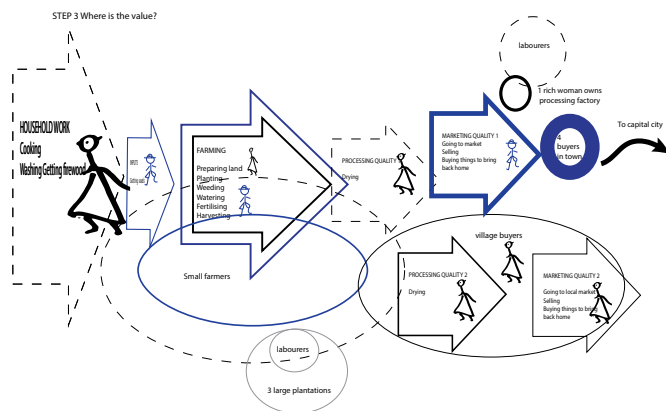 STEP 3 Where is the value?
labourers
1 rich woman owns
processing factory
To capital city
HOUSEHOLD WORK
Cooking
Washing Getting firewood
INPUTS
Getting seeds
FARMING
Preparing land
Planting
Weeding
Watering
Fertilising
Harvesting
PROCESSING QUALITY
Drying
MARKETING QUALITY 1
Going to market
Selling
Buying things to bring
back home
4
buyers
in town
Small farmers
village buyers
PROCESSING QUALITY 2
Drying
MARKETING QUALITY 2
Going to local market
Selling
Buying things to bring
back home
labourers
3 large plantations